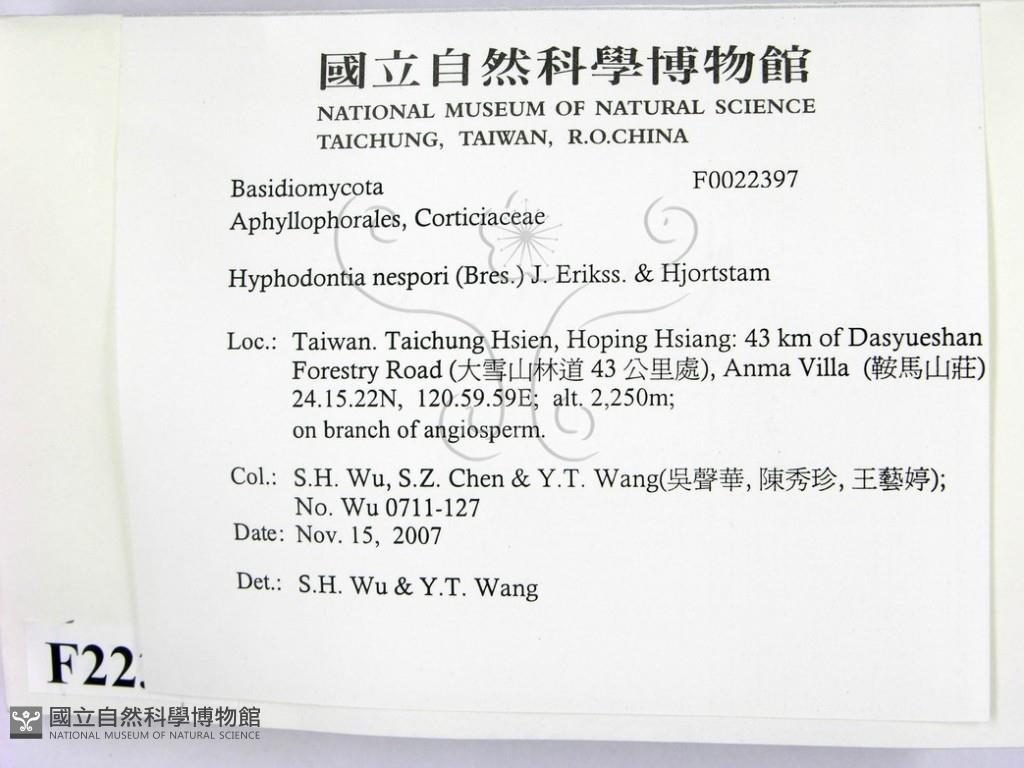 國立自然科學博物館
NATIONAL MUSEUM OF NATURAL SCIENCE
TAICHUNG, TAIWAN, R.O.CHINA
Basidiomycota F0022397
Aphyllophorales, Corticiaceae
Hyphodontia nespori (Bres.) J. Erikss. & Hjortstam
Loc.: Taiwan. Taichung Hsien, Hoping Hsiang: 43 km of Dasyueshan
Forestry Road (大雪山林道 43 公里處), Anma Villa (鞍馬山莊)
24.15.22N, 120.59.59E; alt. 2,250m;
on branch of angiosperm.
Col.: S.H. Wu, S.Z. Chen & Y.T. Wang(吳聲華, 陳秀珍, 王藝婷);
No. Wu 0711-127
Date: Nov. 15, 2007
Det.: S.H. Wu & Y.T. Wang
F22
國立自然科學博物館
NATIONAL MUSEUM OF NATURAL SCIENCE